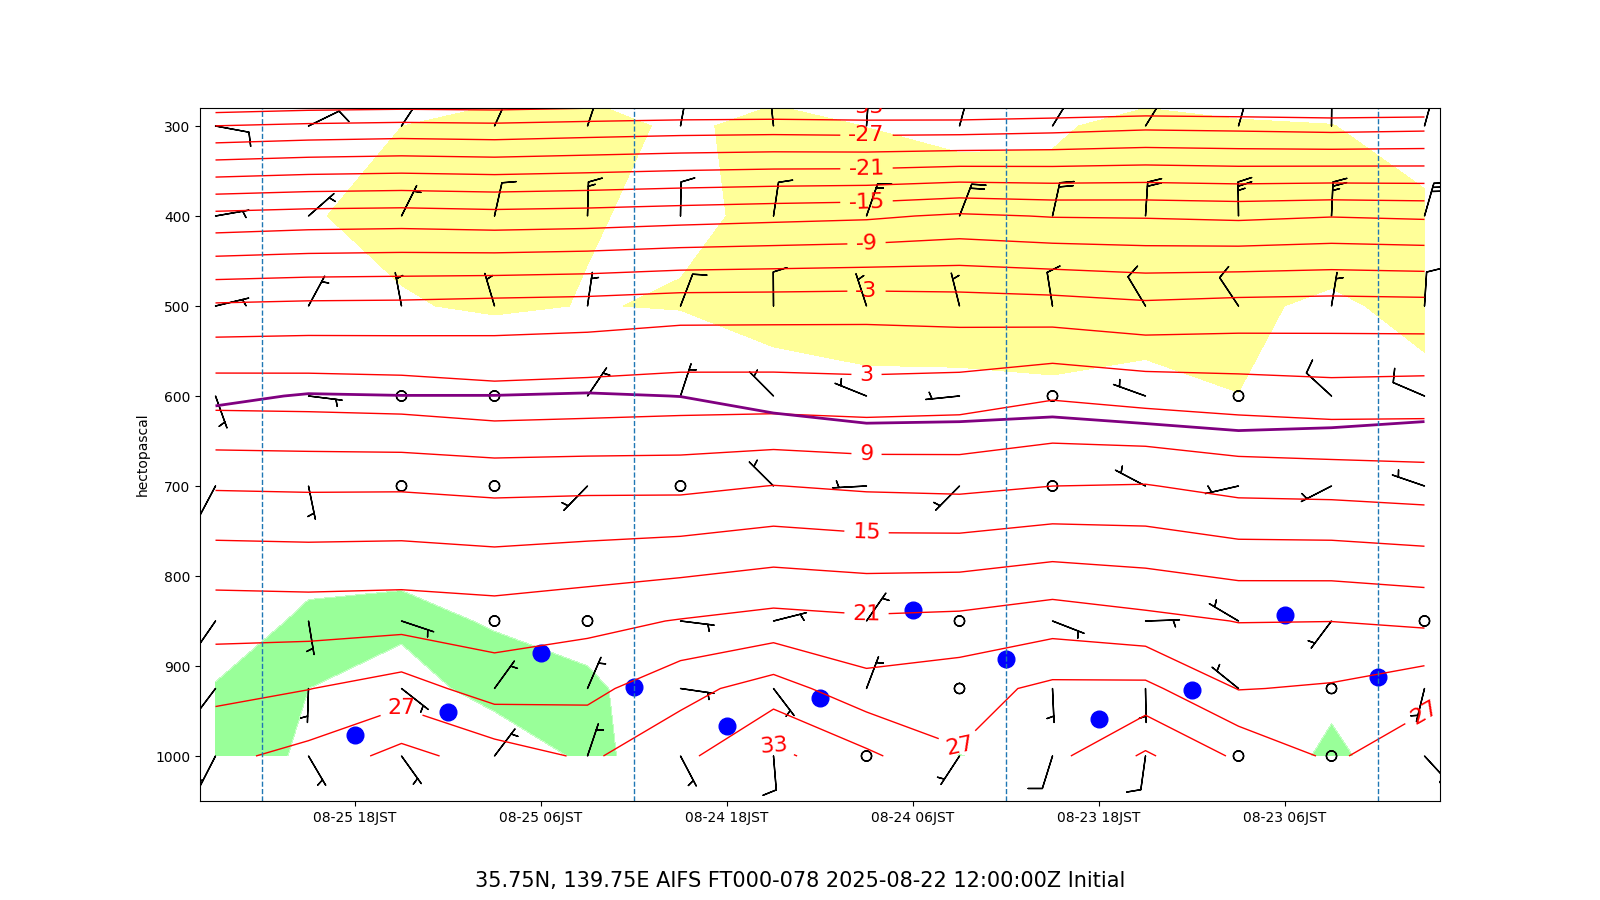 300
-27
-21
400
-15
-9
500
-3
3
600
9
hectopascal
700
15
800
21
900
27
27
33
27
1000
08-25 18JST
08-25 06JST
08-24 18JST
08-24 06JST
08-23 18JST
08-23 06JST
35.75N, 139.75E AIFS FT000-078 2025-08-22 12:00:00Z Initial